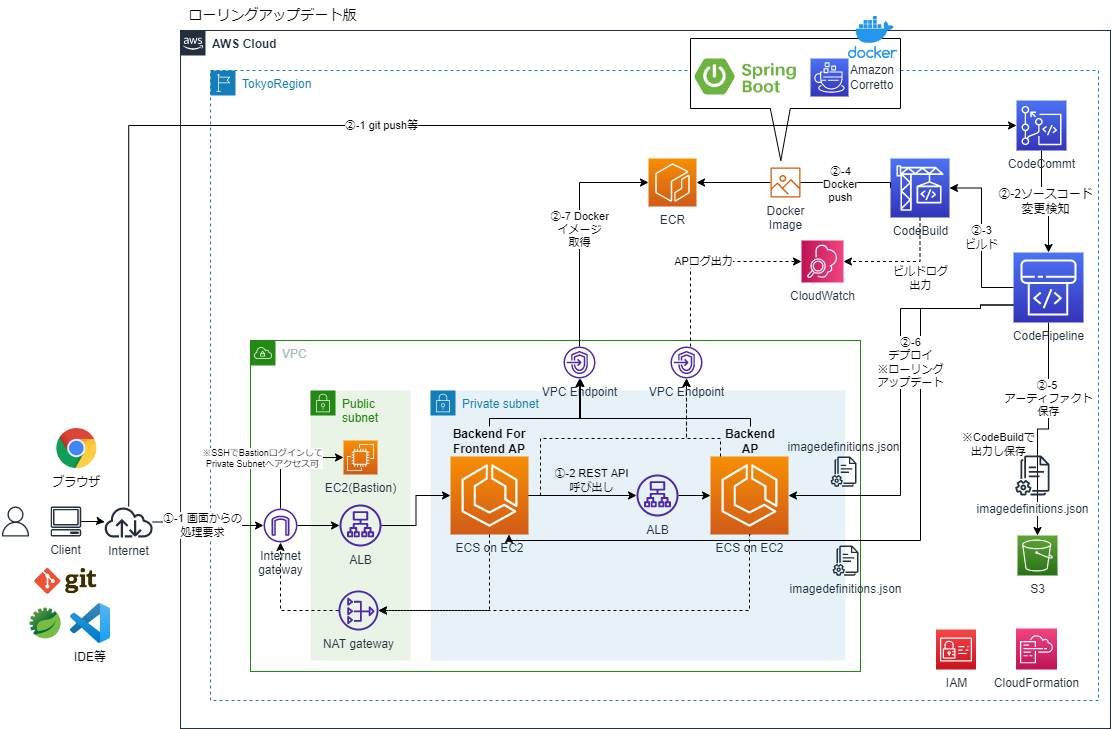 ローリングアップデート版
aws
AWS Cloud
TokyoRegion
docker
Spring
Boot
Amazon
Corretto
②-1 git push等
CodeCommt
②-2ソースコード
変更検知
②-4
Docker
push
Docker
Image
ECR
CodeBuild
②-3
ビルド
②-7 Docker
イメージ
取得
APログ出力
CloudWatch
ビルドログ
出力
CodePipeline
②-6
デプロイ
※ローリング
アップデート
②-5
アーティファクト
保存
※CodeBuildで
出力し保存
imagedefinitions.json
S3
VPC
VPC Endpoint
VPC Endpoint
Public
subnet
Private subnet
Backend For
Frontend AP
Backend
AP
imagedefinitions.json
※SSHでBastionログインして
Private Subnetへアクセス可
EC2(Bastion)
①-2 REST API
呼び出し
ALB
ECS on EC2
ECS on EC2
imagedefinitions.json
ブラウザ
Client
Internet
①-1 画面からの
処理要求
Internet
gateway
ALB
NAT gateway
git
IDE等
IAM
CloudFormation